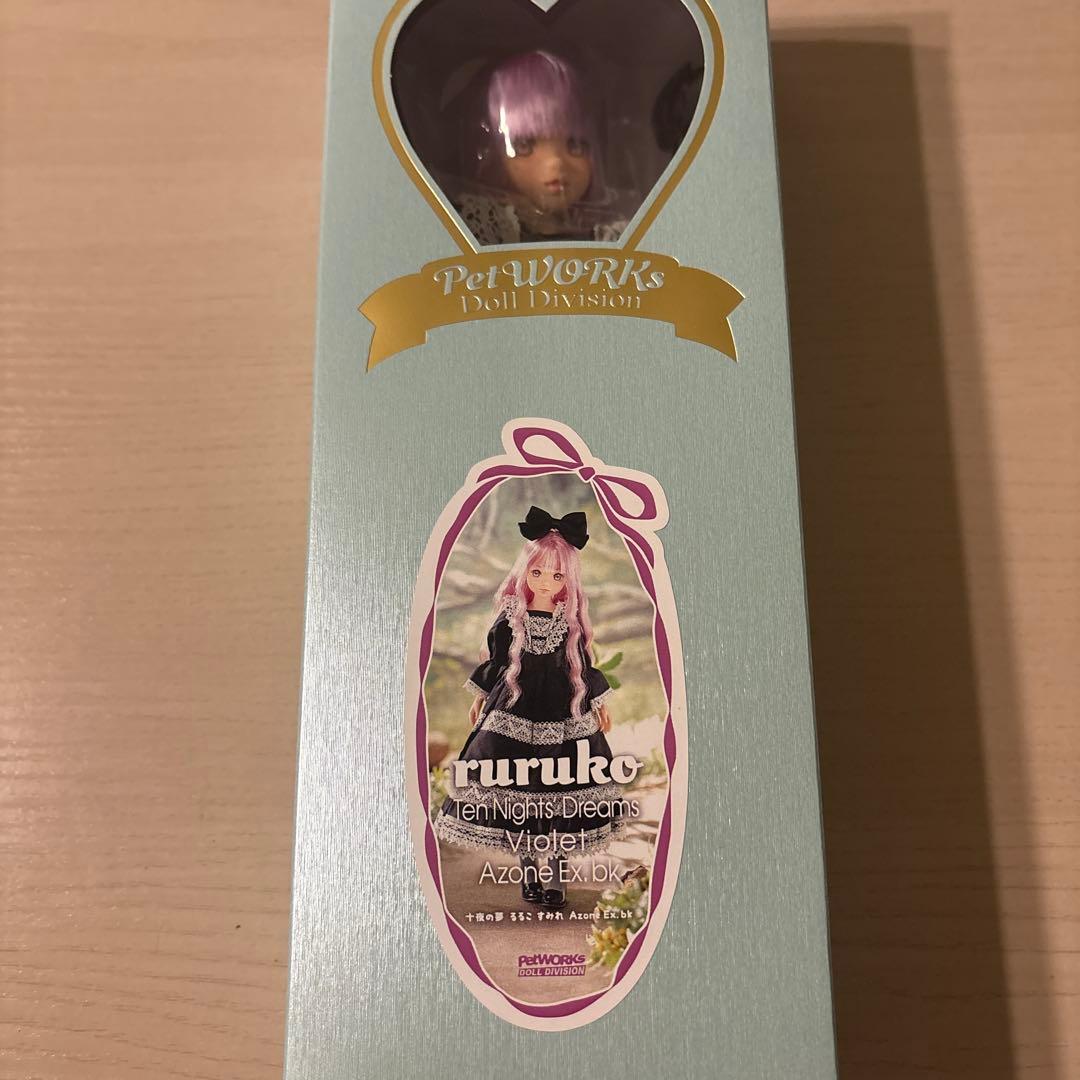 PetWORKs
Doll Division
ruruko
Ten Nights' Dreams
Violet
Azone Ex. bk
十夜の夢 るるこ すみれ Azone Ex. bk
PetWORKs
DOLL DIVISION